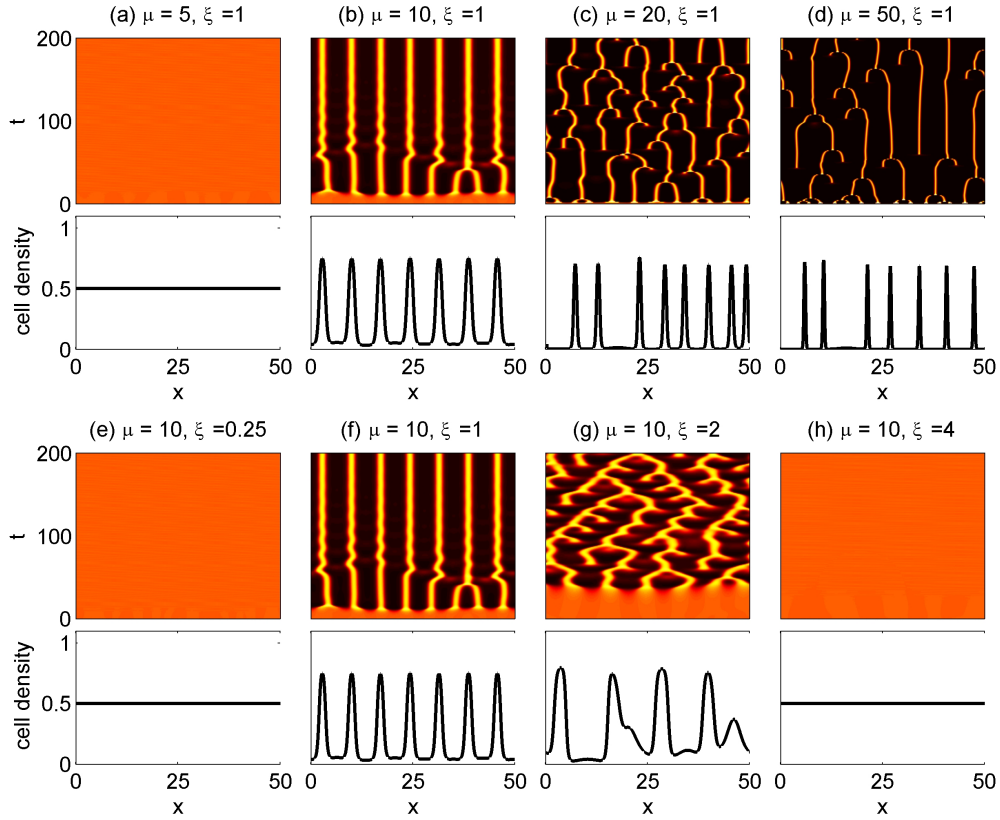 (a) μ = 5, ξ =1
(b) μ = 10, ξ =1
(c) μ = 20, ξ =1
(d) μ = 50, ξ =1
200
100
0
t
1
0.5
0
cell density
0 25 50
0 25 50
0 25 50
0 25 50
x
x
x
x
(e) μ = 10, ξ =0.25
(f) μ = 10, ξ =1
(g) μ = 10, ξ =2
(h) μ = 10, ξ =4
200
100
0
t
1
0.5
0
cell density
0 25 50
0 25 50
0 25 50
0 25 50
x
x
x
x